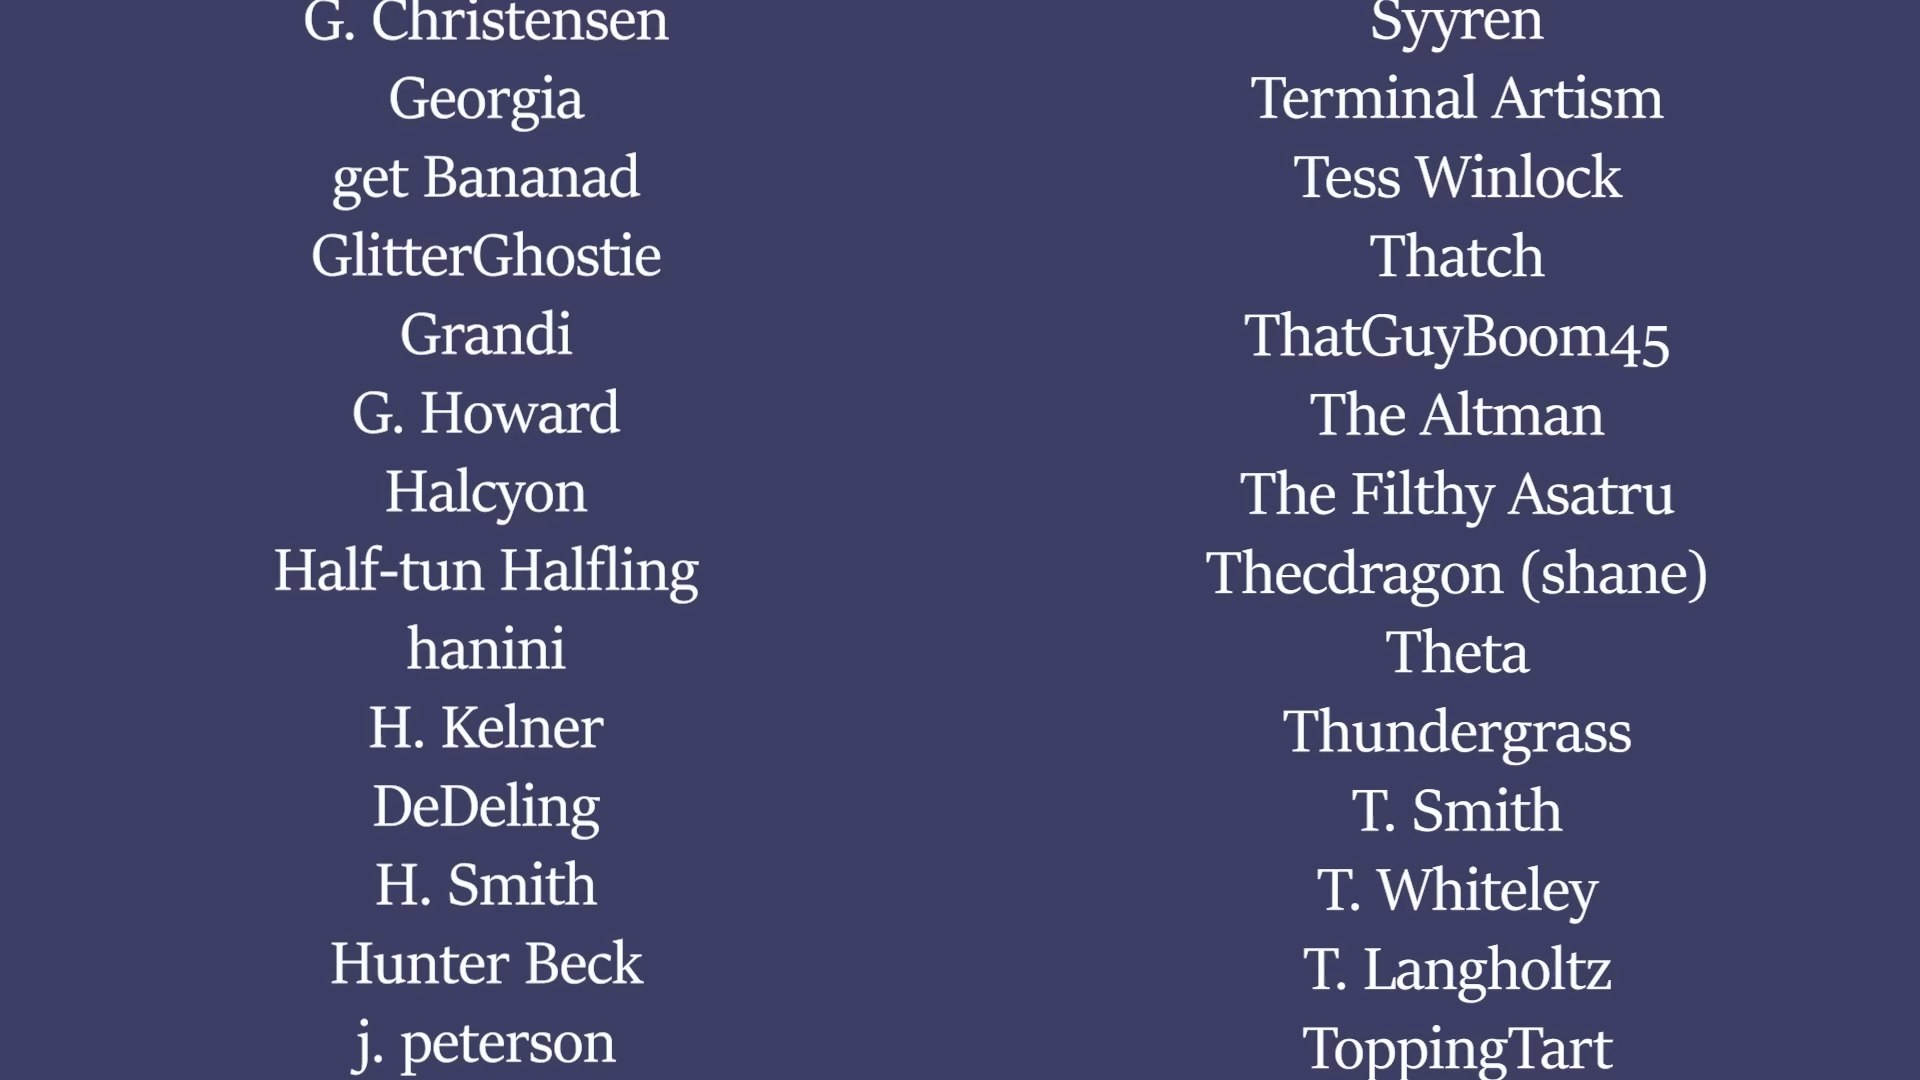 G. Christensen
Georgia
get Bananad
GlitterGhostie
Grandi
G. Howard
Halcyon
Half-tun Halfling
hanini
H. Kelner
DeDeling
H. Smith
Hunter Beck
j. peterson
Syyren
Terminal Artism
Tess Winlock
Thatch
ThatGuyBoom45
The Altman
The Filthy Asatru
Thecdragon (shane)
Theta
Thundergrass
T. Smith
T. Whiteley
T. Langholtz
ToppingTart